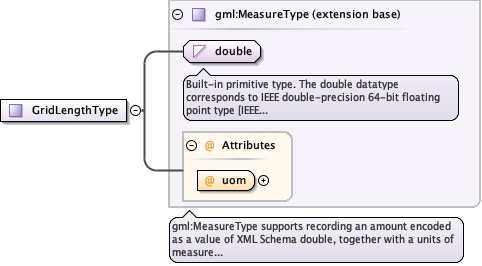 gml:MeasureType (extension base)
double
Built-in primitive type. The double datatype
corresponds to IEEE double-precision 64-bit floating
point type [IEEE...
GridLengthType
@ Attributes
@ uom
gml:MeasureType supports recording an amount encoded
as a value of XML Schema double, together with a units of
measure...